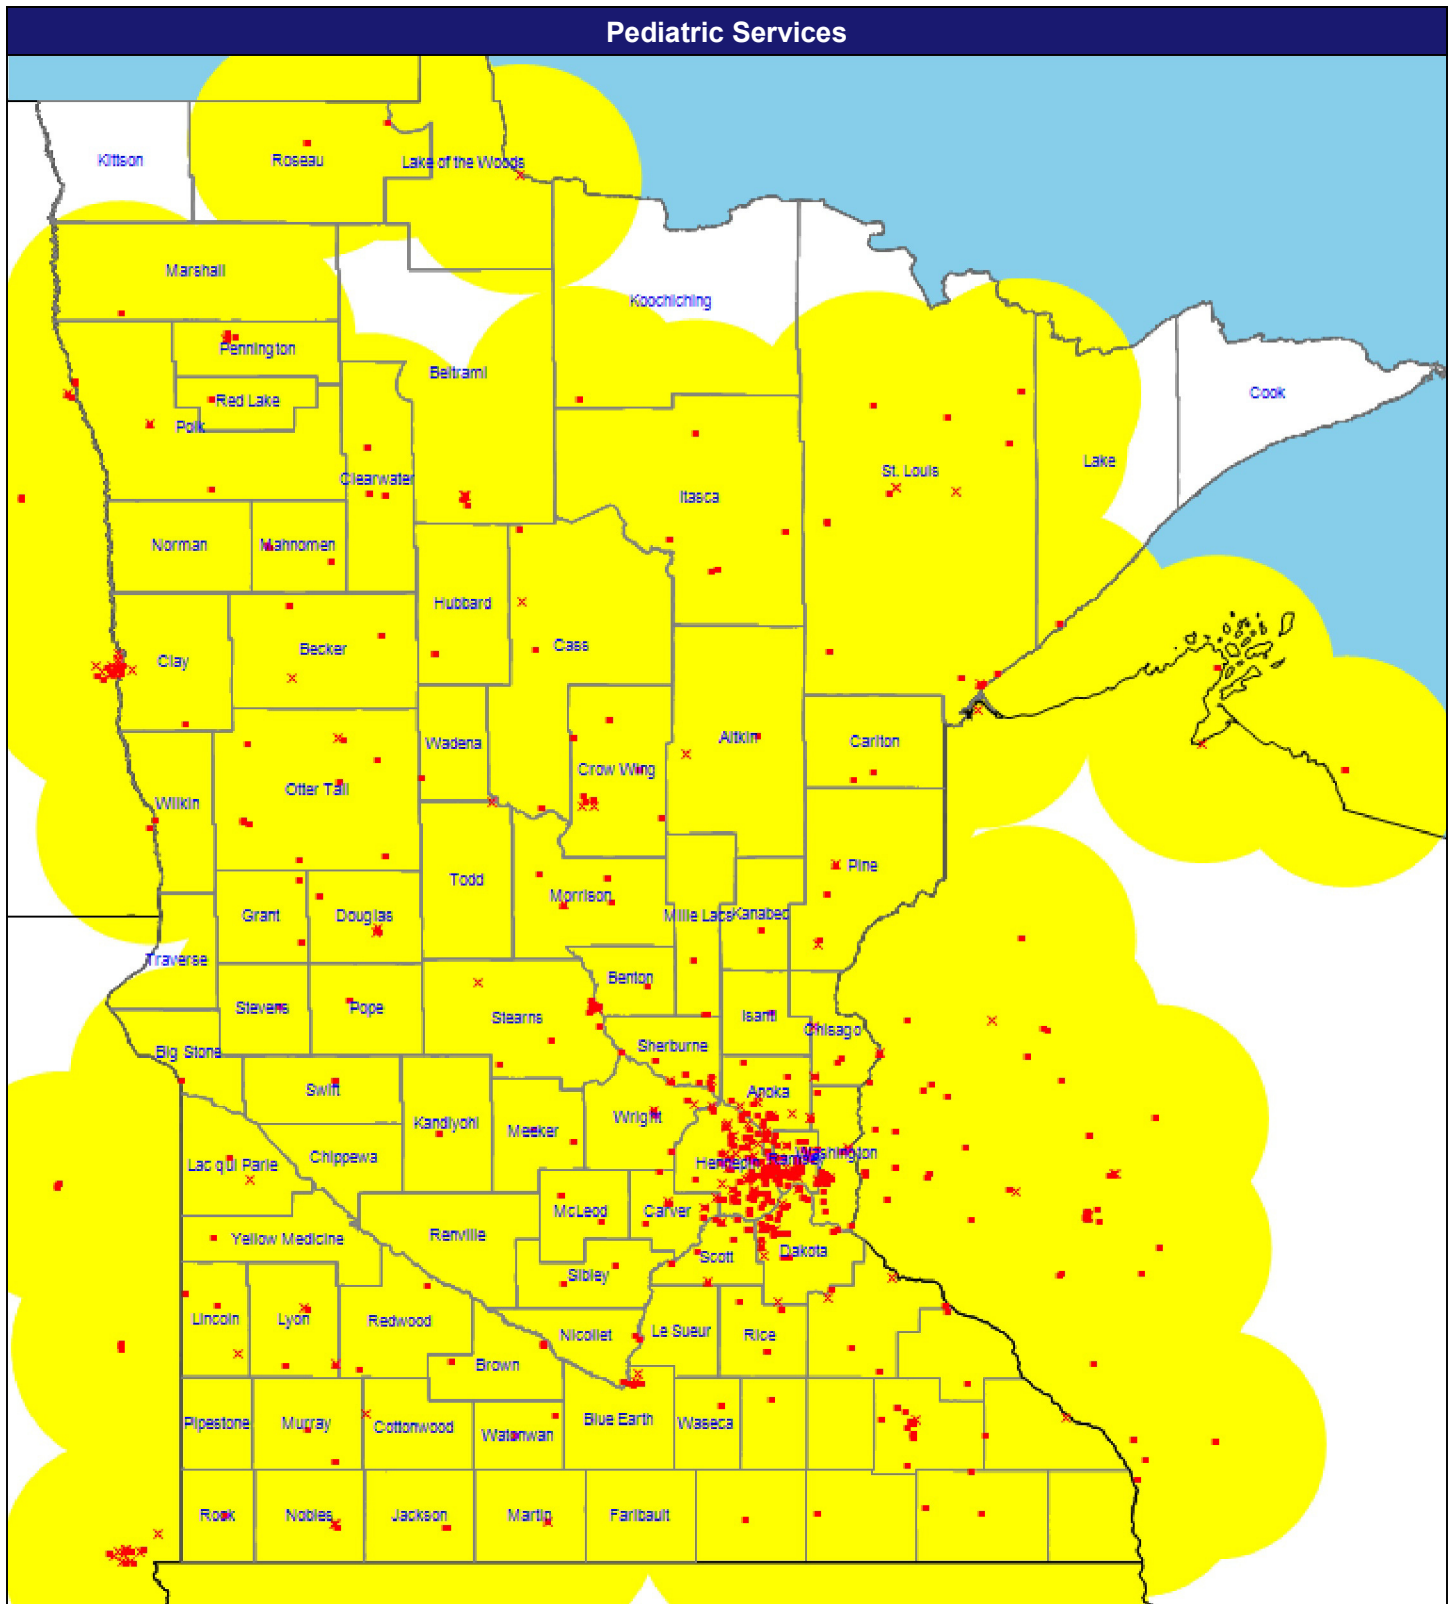 Pediatric Services
Kittson
Roseau
Lake of the Woods
Marshall
Koochiching
Pennington
Beltrami
Red Lake
Polk
Cook
Clearwater
St. Louis
Lake
Itasca
Norman
Mahnomen
Hubbard
Becker
Cass
Clay
Wadena
Aitkin
Carlton
Crow Wing
Otter Tail
Wilkin
Pine
Todd
Morrison
Grant
Douglas
Mille Lacs
Kanabec
Traverse
Benton
Stevens
Pope
Stearns
Isanti
Chisago
Sherburne
Big Stone
Swift
Anoka
Wright
Kandiyohi
Meeker
Chippewa
Lac qui Parle
Hennepin
Ramsey
Washington
McLeod
Carver
Renville
Yellow Medicine
Scott
Dakota
Sibley
Lincoln
Lyon
Redwood
Nicollet
Le Sueur
Rice
Brown
Pipestone
Murray
Cottonwood
Watonwan
Blue Earth
Waseca
Rock
Nobles
Jackson
Martin
Faribault